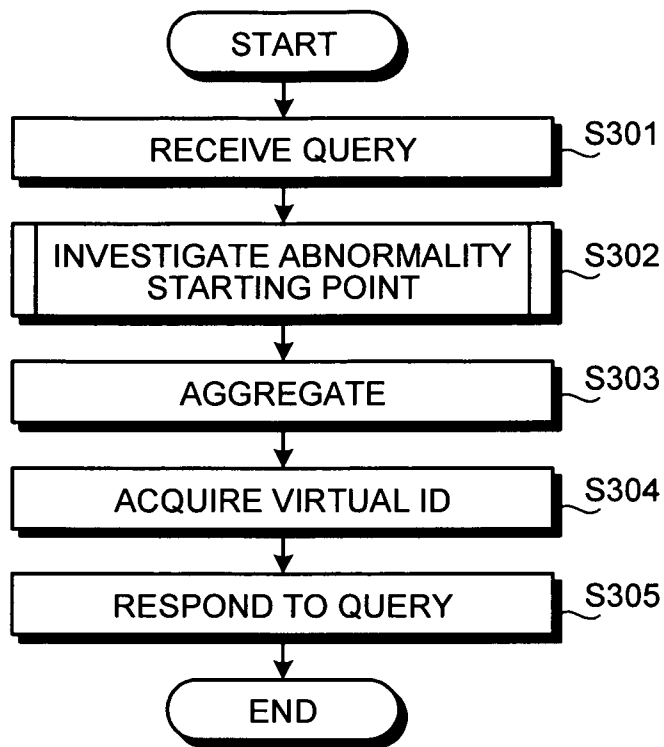 START
RECEIVE QUERY
S301
INVESTIGATE ABNORMALITY
STARTING POINT
S302
AGGREGATE
S303
ACQUIRE VIRTUAL ID
S304
RESPOND TO QUERY
S305
END